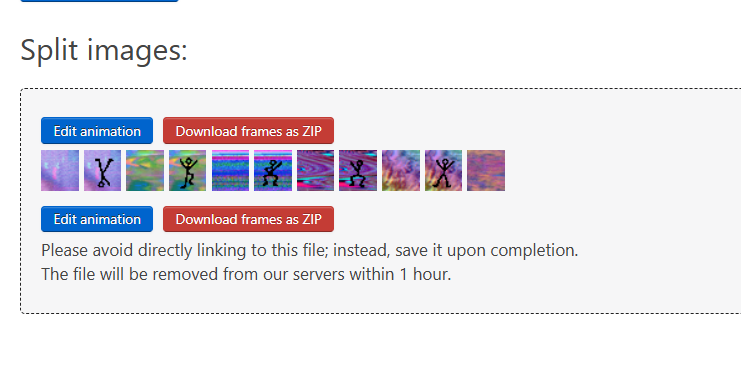 Split images:
Edit animation Download frames as ZIP
Edit animation Download frames as ZIP
Please avoid directly linking to this file; instead, save it upon completion.
The file will be removed from our servers within 1 hour.